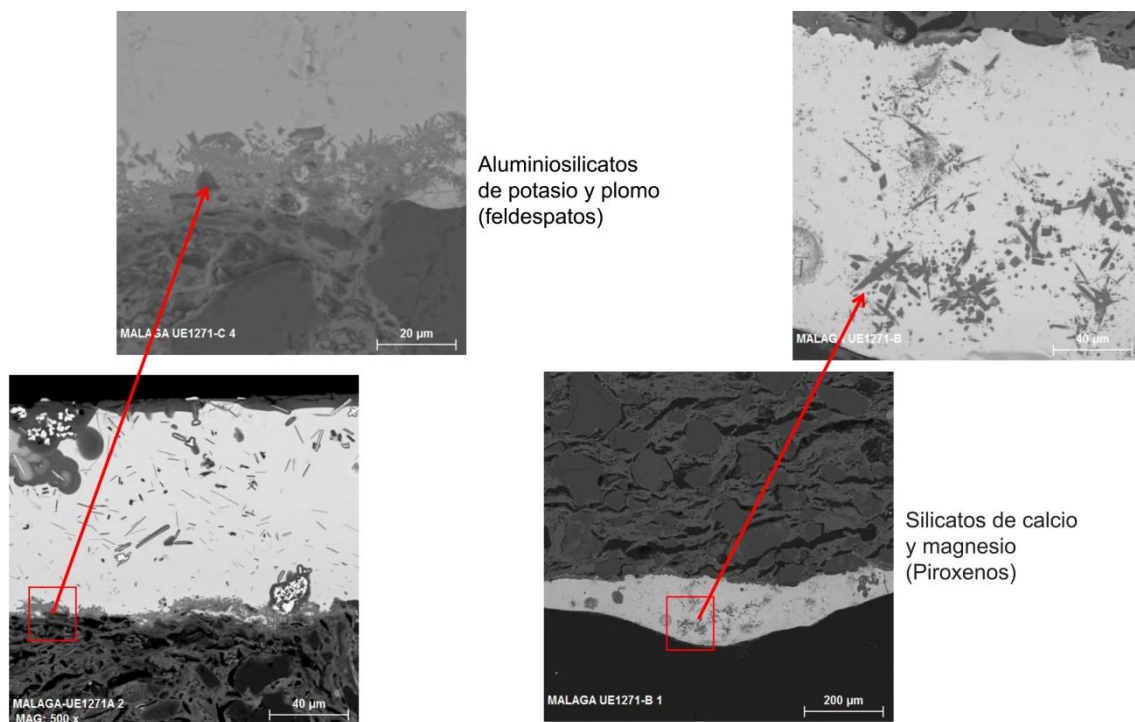 MALAGA UE1271-C 4
20 µm
Aluminiosilicatos
de potasio y plomo
(feldespatos)
MALAGA UE1271-B
40 µm
MALAGA-UE1271A 2
MAG: 500 x
40 µm
MALAGA UE1271-B 1
200 µm
Silicatos de calcio
y magnesio
(Piroxenos)